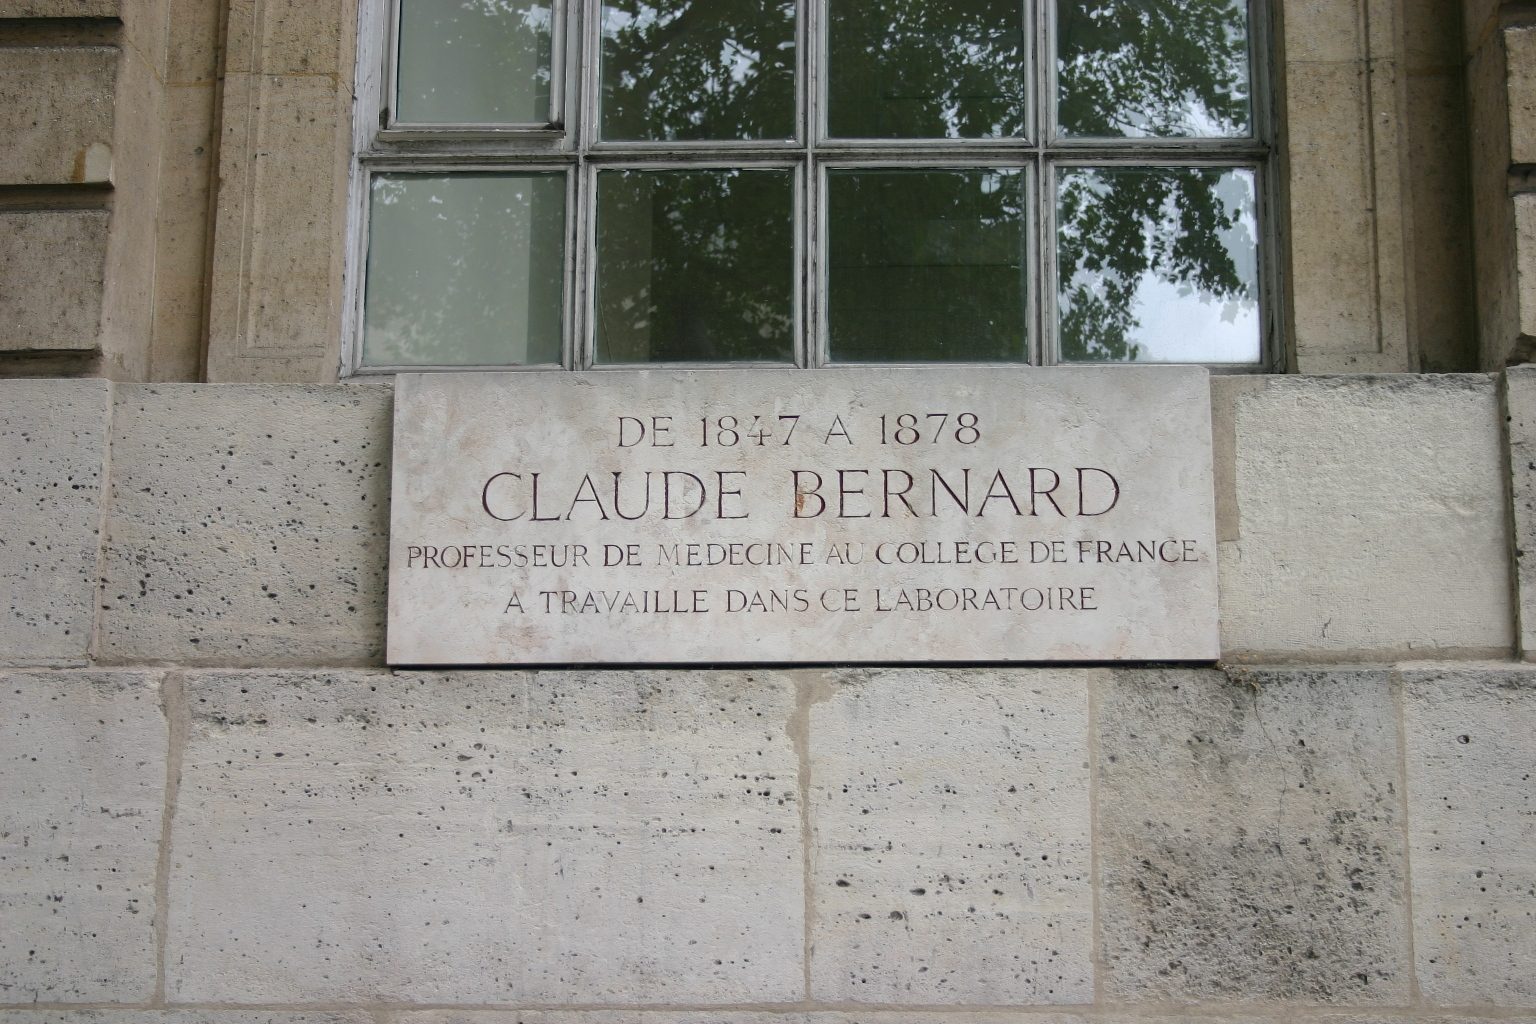 DE 1847 A 1878
CLAUDE BERNARD
PROFESSEUR DE MEDECINE AU COLLEGE DE FRANCE
A TRAVAILLE DANS CE LABORATOIRE